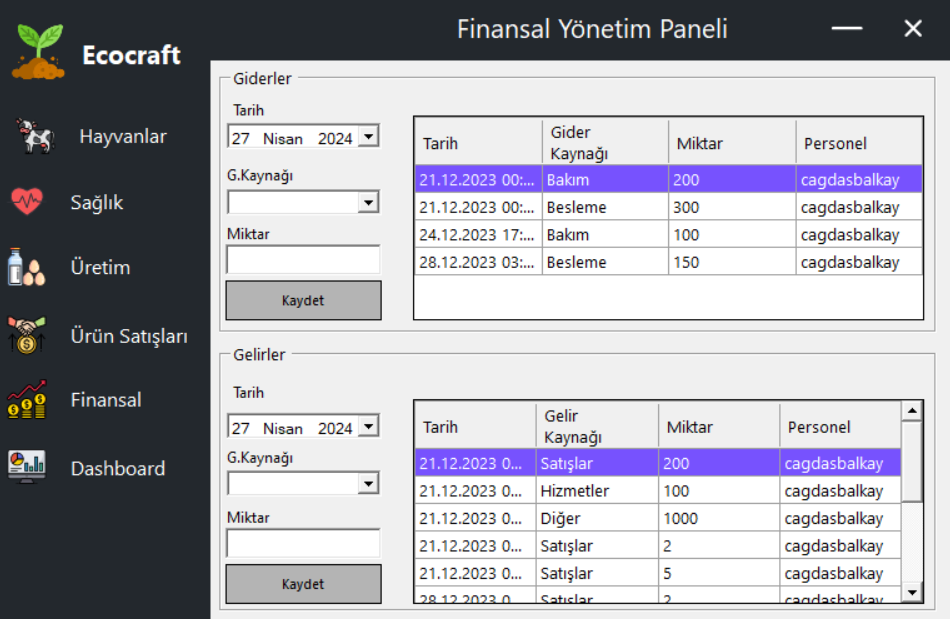 Finansal Yönetim Paneli
Ecocraft
Hayvanlar
Sağlık
Üretim
Ürün Satışları
Finansal
Dashboard
Giderler
Tarih
27 Nisan 2024
G.Kaynağı
Miktar
Kaydet
Tarih Gider Kaynağı Miktar Personel
21.12.2023 00:... Bakım 200 cagdasbalkay
21.12.2023 00:... Besleme 300 cagdasbalkay
24.12.2023 17:... Bakım 100 cagdasbalkay
28.12.2023 03:... Besleme 150 cagdasbalkay
Gelirler
Tarih
27 Nisan 2024
G.Kaynağı
Miktar
Kaydet
Tarih Gelir Kaynağı Miktar Personel
21.12.2023 0... Satışlar 200 cagdasbalkay
21.12.2023 0... Hizmetler 100 cagdasbalkay
21.12.2023 0... Diğer 1000 cagdasbalkay
21.12.2023 0... Satışlar 2 cagdasbalkay
21.12.2023 0... Satışlar 5 cagdasbalkay
28.12.2023 0... Satışlar 2 cagdasbalkay